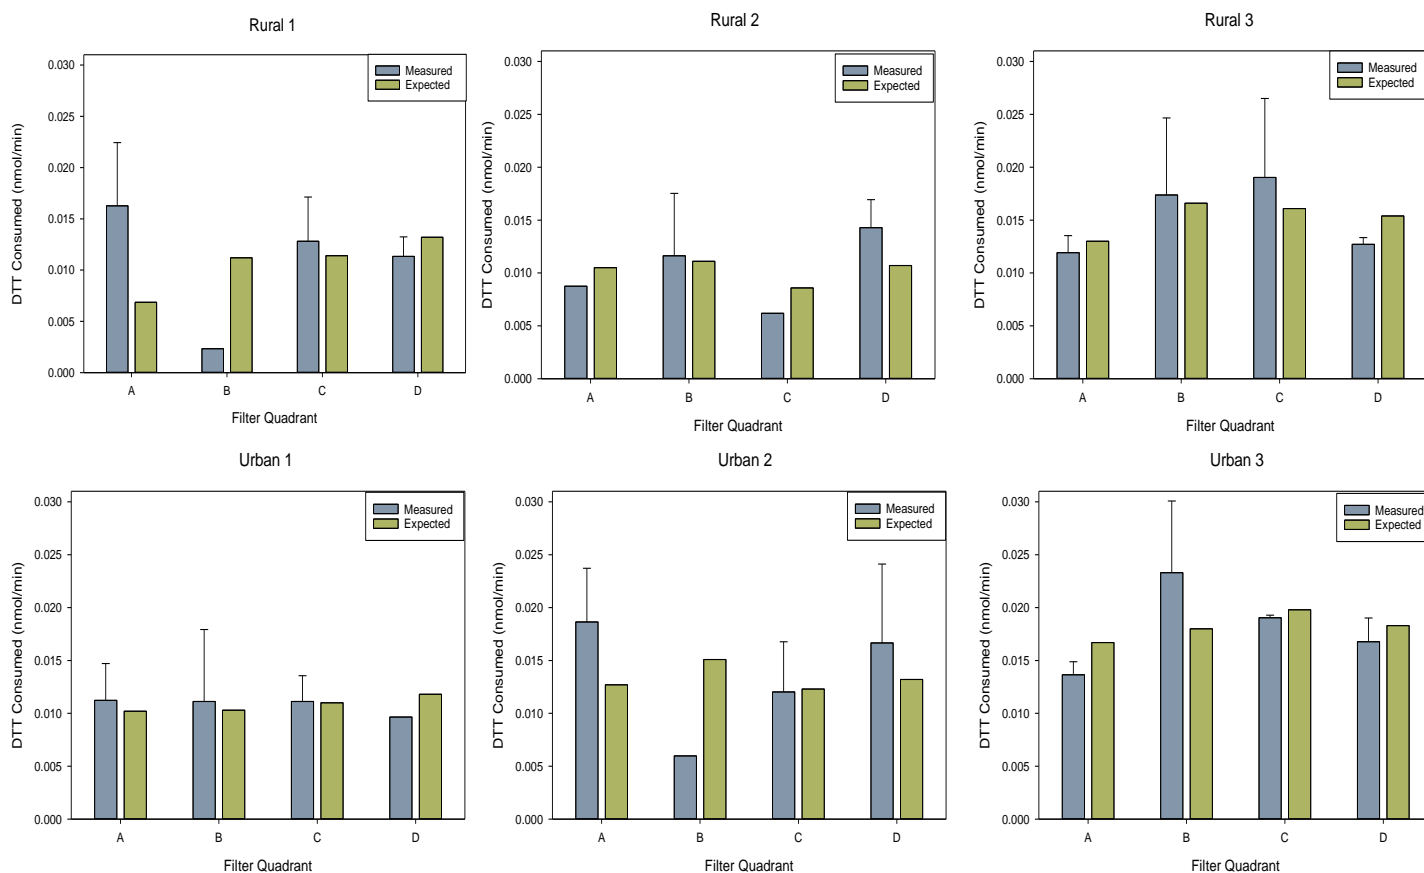 Rural 1
DTT Consumed (nmol/min)
0.030
0.025
0.020
0.015
0.010
0.005
0.000
Measured
Expected
A B C D
Filter Quadrant
Rural 2
DTT Consumed (nmol/min)
0.030
0.025
0.020
0.015
0.010
0.005
0.000
Measured
Expected
A B C D
Filter Quadrant
Rural 3
DTT Consumed (nmol/min)
0.030
0.025
0.020
0.015
0.010
0.005
0.000
Measured
Expected
A B C D
Filter Quadrant
Urban 1
DTT Consumed (nmol/min)
0.030
0.025
0.020
0.015
0.010
0.005
0.000
Measured
Expected
A B C D
Filter Quadrant
Urban 2
DTT Consumed (nmol/min)
0.030
0.025
0.020
0.015
0.010
0.005
0.000
Measured
Expected
A B C D
Filter Quadrant
Urban 3
DTT Consumed (nmol/min)
0.030
0.025
0.020
0.015
0.010
0.005
0.000
Measured
Expected
A B C D
Filter Quadrant